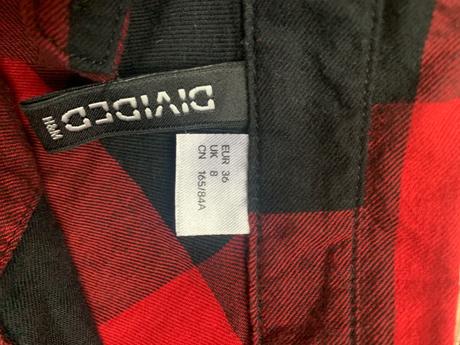 DIVIDED
H&M
EUR 36
UK 8
CN 165/84A